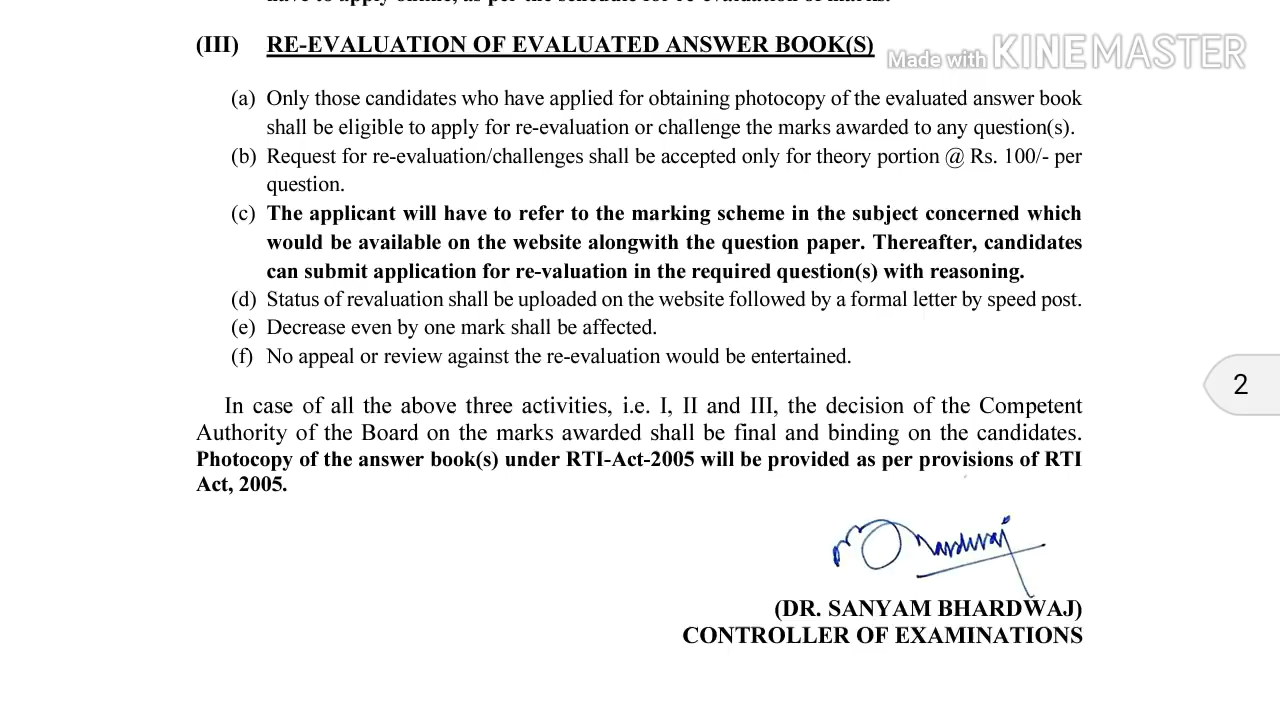 (III) RE-EVALUATION OF EVALUATED ANSWER BOOK(S)
Made with KINEMASTER
(a) Only those candidates who have applied for obtaining photocopy of the evaluated answer book
shall be eligible to apply for re-evaluation or challenge the marks awarded to any question(s).
(b) Request for re-evaluation/challenges shall be accepted only for theory portion @ Rs. 100/- per
question.
(c) The applicant will have to refer to the marking scheme in the subject concerned which
would be available on the website alongwith the question paper. Thereafter, candidates
can submit application for re-valuation in the required question(s) with reasoning.
(d) Status of revaluation shall be uploaded on the website followed by a formal letter by speed post.
(e) Decrease even by one mark shall be affected.
(f) No appeal or review against the re-evaluation would be entertained.
2
In case of all the above three activities, i.e. I, II and III, the decision of the Competent
Authority of the Board on the marks awarded shall be final and binding on the candidates.
Photocopy of the answer book(s) under RTI-Act-2005 will be provided as per provisions of RTI
Act, 2005.
(DR. SANYAM BHARDWAJ)
CONTROLLER OF EXAMINATIONS